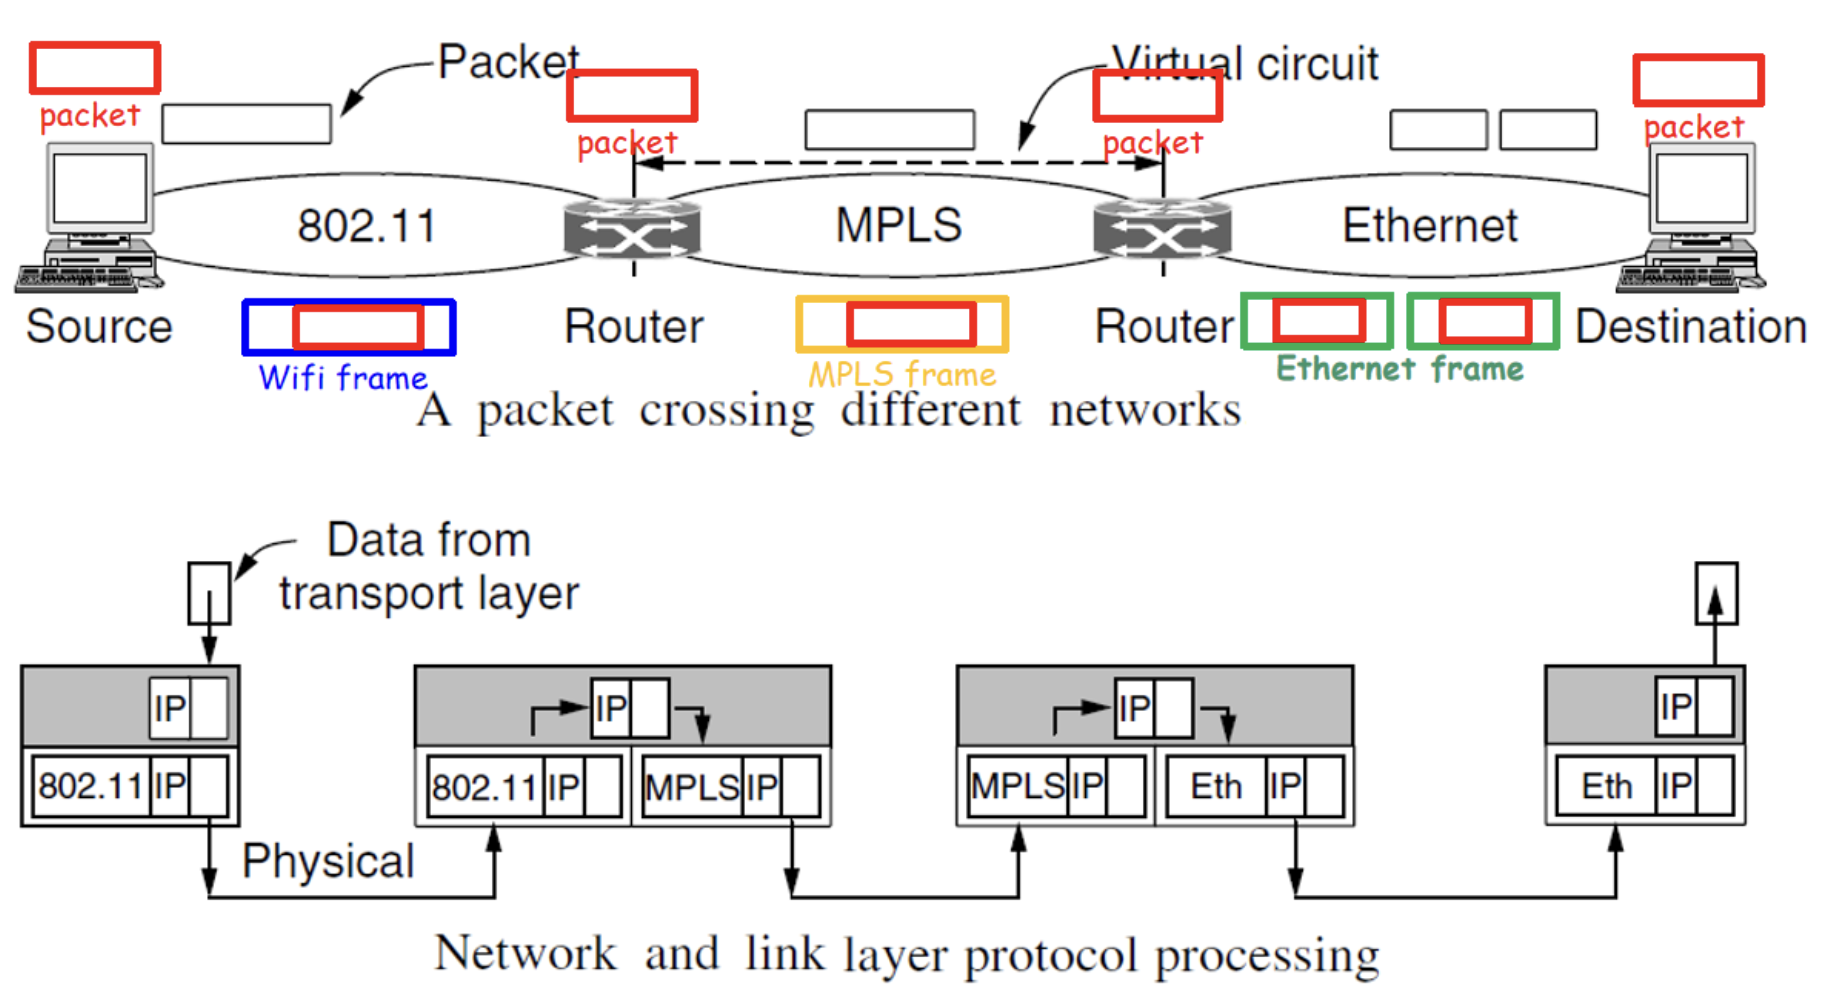 Packet
Virtual circuit
packet
packet
packet
packet
802.11
MPLS
Ethernet
Source
Router
Router
Destination
Wifi frame
MPLS frame
Ethernet frame
A packet crossing different networks
Data from
transport layer
IP
IP
IP
IP
802.11 IP
802.11 IP
MPLS IP
MPLS IP
Eth IP
Eth IP
Physical
Network and link layer protocol processing